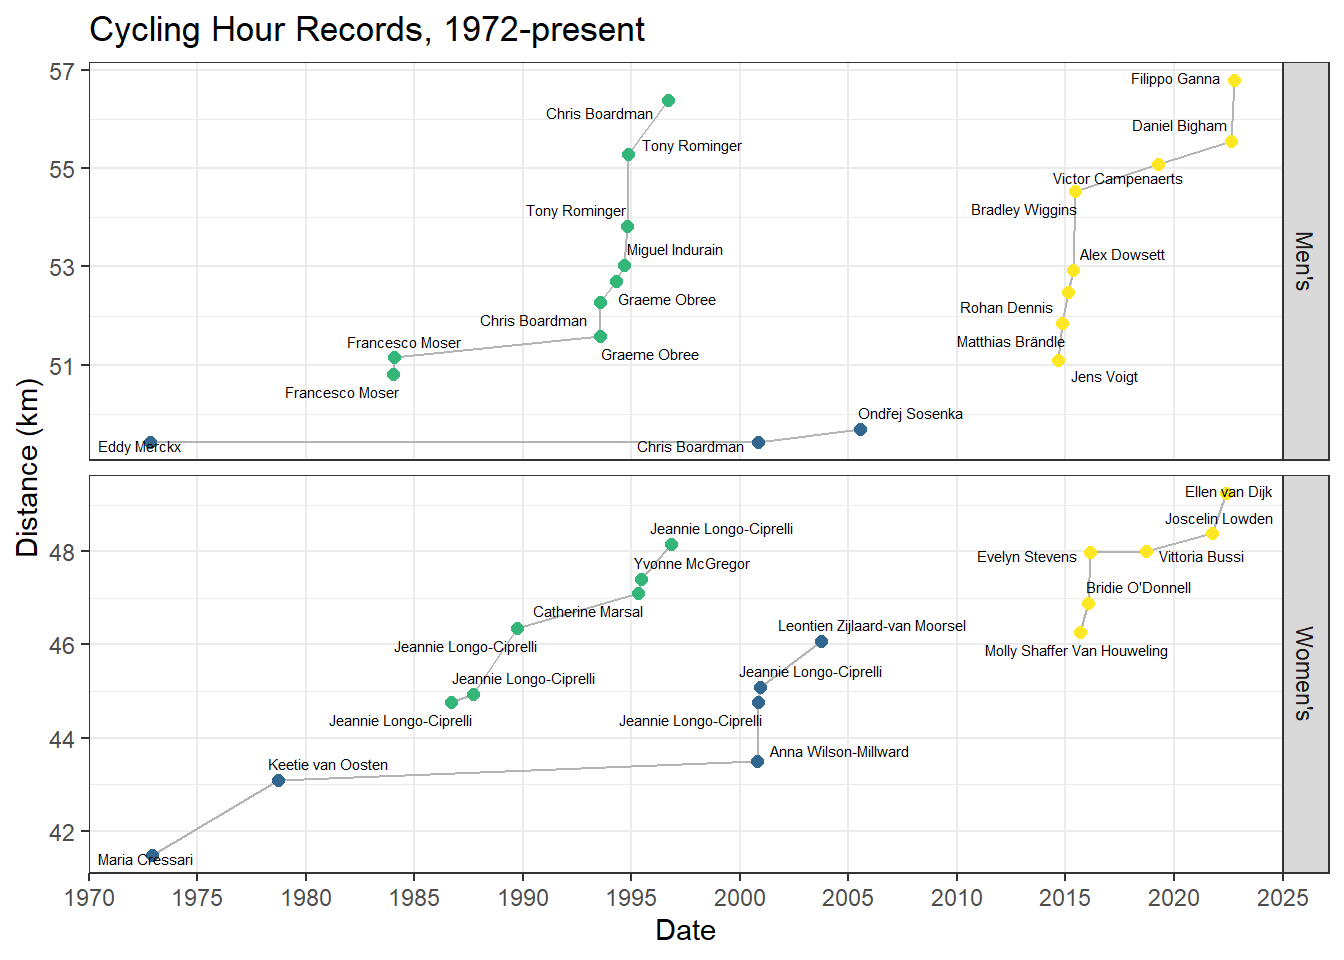 Cycling Hour Records, 1972-present
Distance (km)
57
55
53
51
Filippo Ganna
Chris Boardman
Daniel Bigham
Tony Rominger
Victor Campenaerts
Tony Rominger
Bradley Wiggins
Miguel Indurain
Alex Dowsett
Graeme Obree
Rohan Dennis
Chris Boardman
Francesco Moser
Matthias Brändle
Graeme Obree
Jens Voigt
Francesco Moser
Ondřej Sosenka
Eddy Merckx
Chris Boardman
Men's
48
46
44
42
Ellen van Dijk
Joscelin Lowden
Jeannie Longo-Ciprelli
Evelyn Stevens
Vittoria Bussi
Yvonne McGregor
Bridie O'Donnell
Catherine Marsal
Leontien Zijlaard-van Moorsel
Jeannie Longo-Ciprelli
Molly Shaffer Van Houweling
Jeannie Longo-Ciprelli
Jeannie Longo-Ciprelli
Jeannie Longo-Ciprelli
Jeannie Longo-Ciprelli
Anna Wilson-Millward
Keetie van Oosten
Maria Cressari
Women's
1970 1975 1980 1985 1990 1995 2000 2005 2010 2015 2020 2025
Date